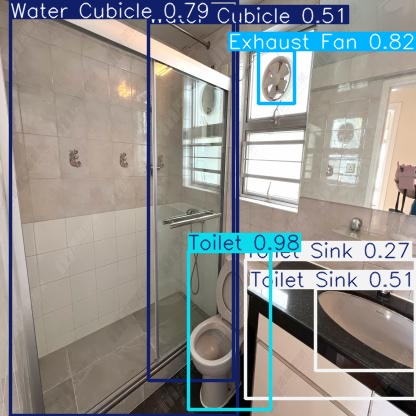 Water Cubicle 0.79
Water Cubicle 0.51
Exhaust Fan 0.82
Toilet 0.98
Toilet Sink 0.27
Toilet Sink 0.51